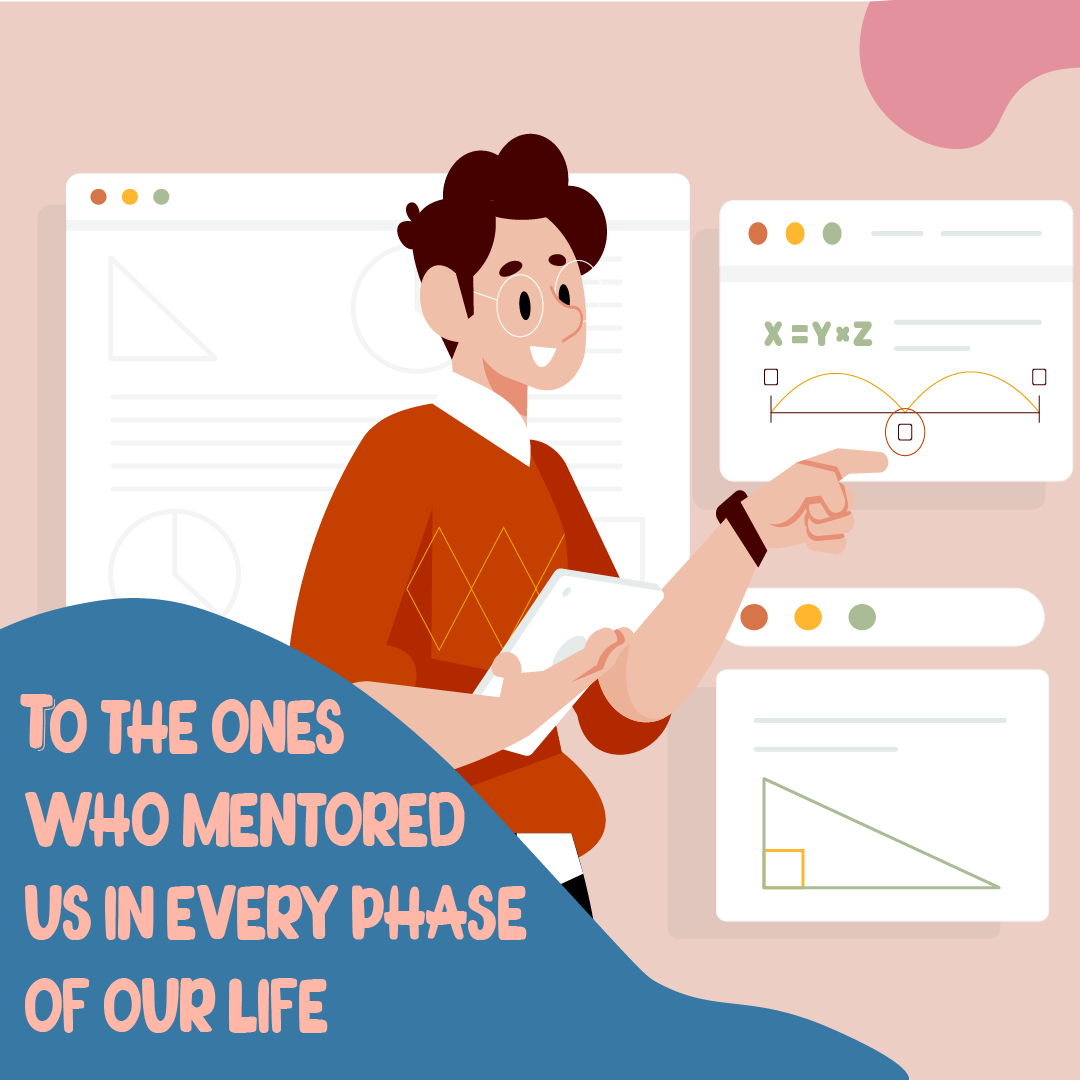 X =Y×Z
TO THE ONES
WHO MENTORED
US IN EVERY PHASE
OF OUR LIFE